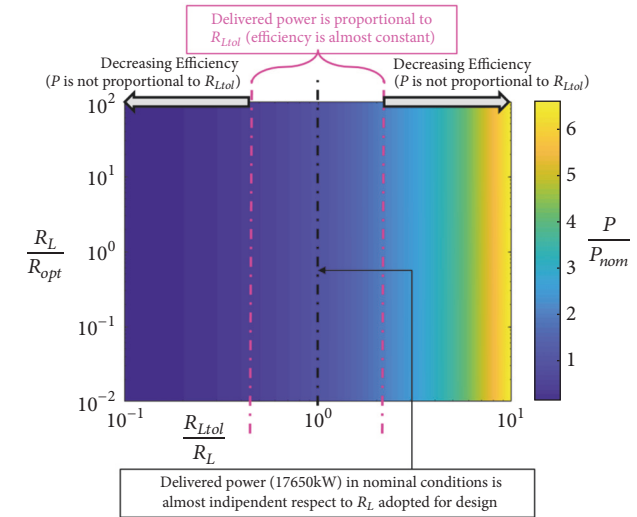 Delivered power is proportional to
R_Ltol (efficiency is almost constant)
Decreasing Efficiency
(P is not proportional to R_Ltol)
Decreasing Efficiency
(P is not proportional to R_Ltol)
10^2
10^1
10^0
10^-1
10^-2
R_L
R_opt
10^-1
10^0
10^1
R_Ltol
R_L
6
5
4
3
2
1
P
P_nom
Delivered power (17650kW) in nominal conditions is
almost indipendent respect to R_L adopted for design